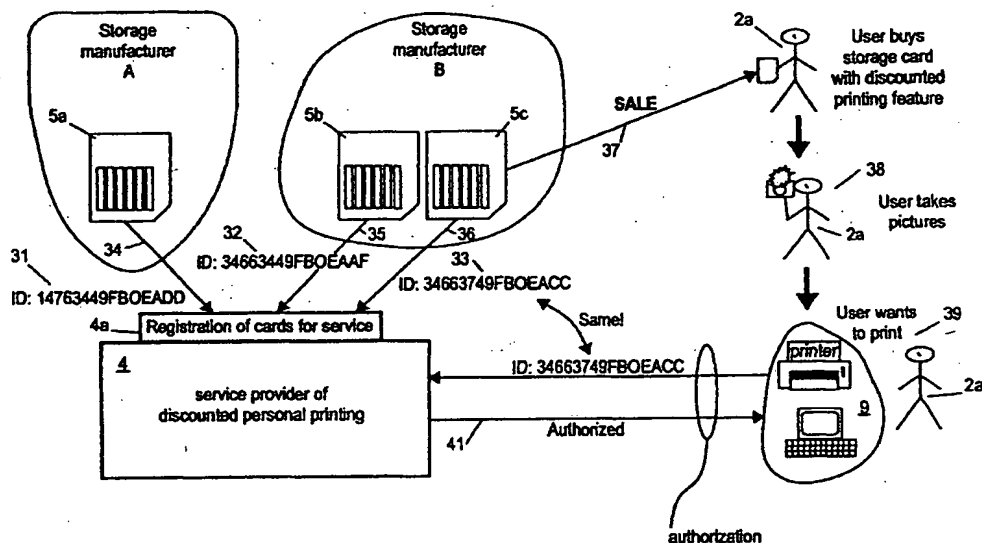 Storage
manufacturer
A
5a
Storage
manufacturer
B
5b
5c
SALE
37
2a
User buys
storage card
with discounted
printing feature
38
User takes
pictures
2a
34
35
36
31
ID: 14763449FBOEADD
32
ID: 34663449FBOEAAF
33
ID: 34663749FBOEACC
Same!
4a
Registration of cards for service
4
service provider of
discounted personal printing
ID: 34663749FBOEACC
41
Authorized
authorization
User wants
to print
39
printer
9
2a